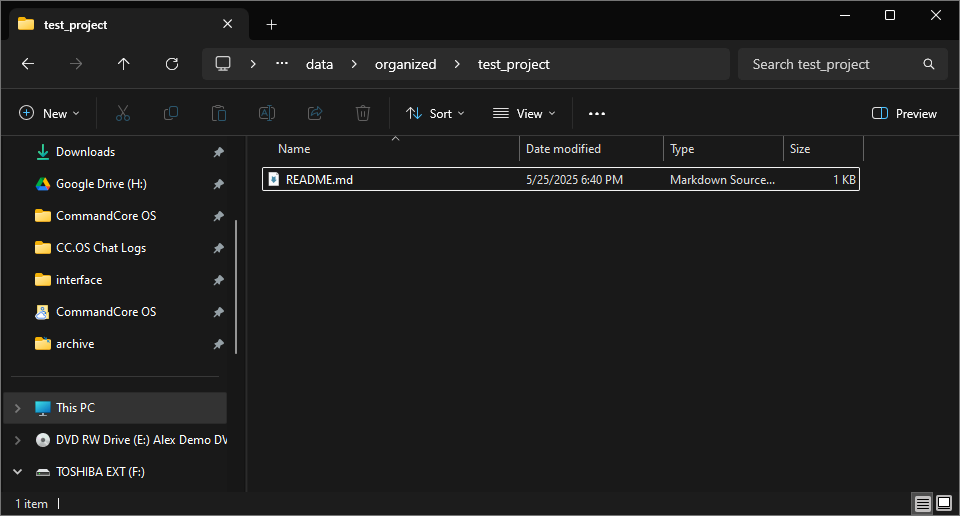 test_project
data
organized
test_project
Search test_project
New
Sort
View
Preview
Downloads
Google Drive (H:)
CommandCore OS
CC.OS Chat Logs
interface
CommandCore OS
archive
This PC
DVD RW Drive (E:) Alex Demo DV
TOSHIBA EXT (F:)
Name Date modified Type Size
README.md 5/25/2025 6:40 PM Markdown Source... 1 KB
1 item